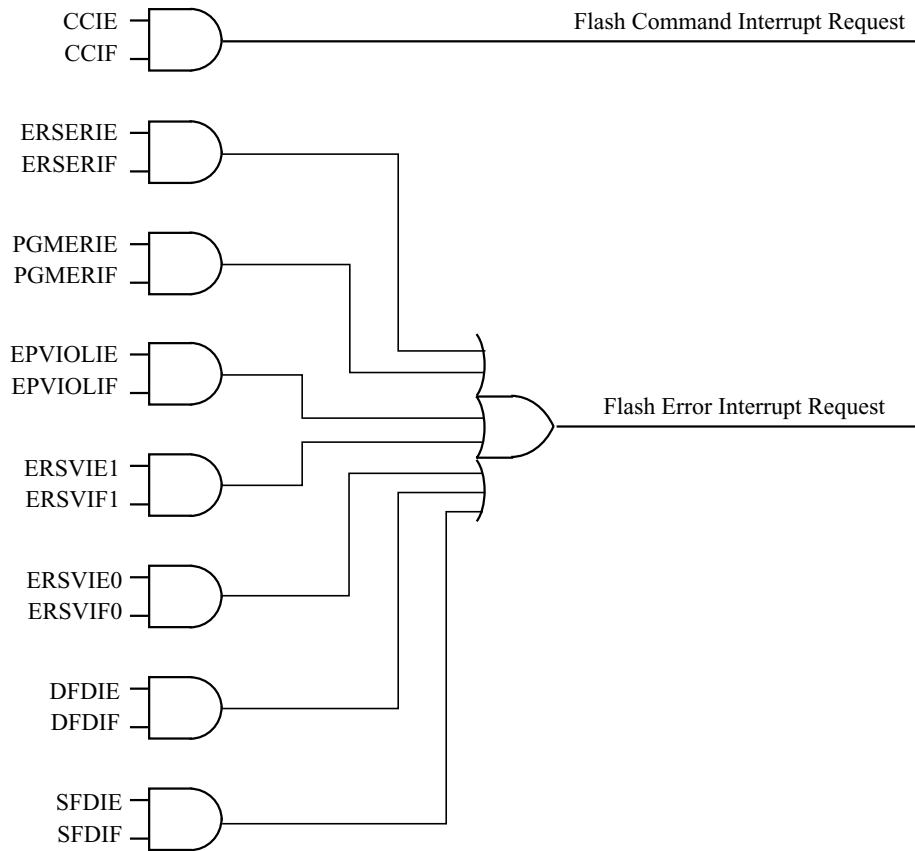 CCIE
CCIF
Flash Command Interrupt Request
ERSERIE
ERSERIF
PGMERIE
PGMERIF
EPVIOLIE
EPVIOLIF
Flash Error Interrupt Request
ERSVIE1
ERSVIF1
ERSVIE0
ERSVIF0
DFDIE
DFDIF
SFDIE
SFDIF